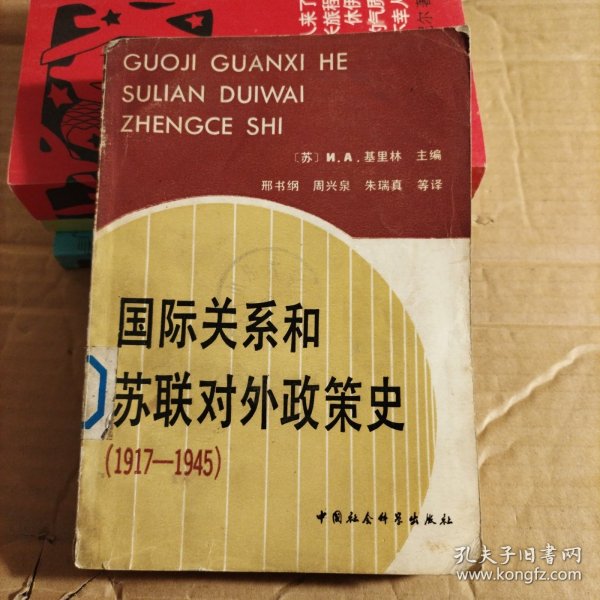 GUOJI GUANXI HE
SULIAN DUIWAI
ZHENGCE SHI
〔苏〕И.А.基里林 主编
邢书纲 周兴泉 朱瑞真 等译
国际关系和
苏联对外政策史
(1917—1945)
中国社会科学出版社
孔夫子旧书网
www.kongfz.com